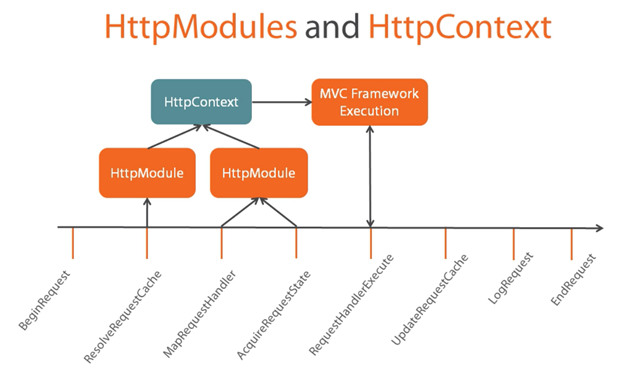 HttpModules and HttpContext
HttpContext
MVC Framework
Execution
HttpModule
HttpModule
BeginRequest
ResolveRequestCache
MapRequestHandler
AcquireRequestState
RequestHandlerExecute
UpdateRequestCache
LogRequest
EndRequest